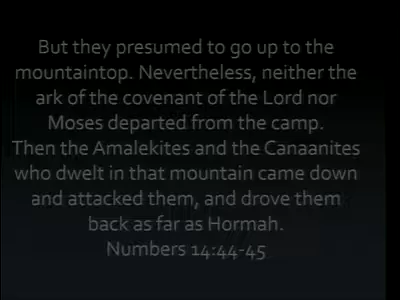 But they presumed to go up to the
mountaintop. Nevertheless, neither the
ark of the covenant of the Lord nor
Moses departed from the camp.
Then the Amalekites and the Canaanites
who dwelt in that mountain came down
and attacked them, and drove them
back as far as Hormah.
Numbers 14:44-45